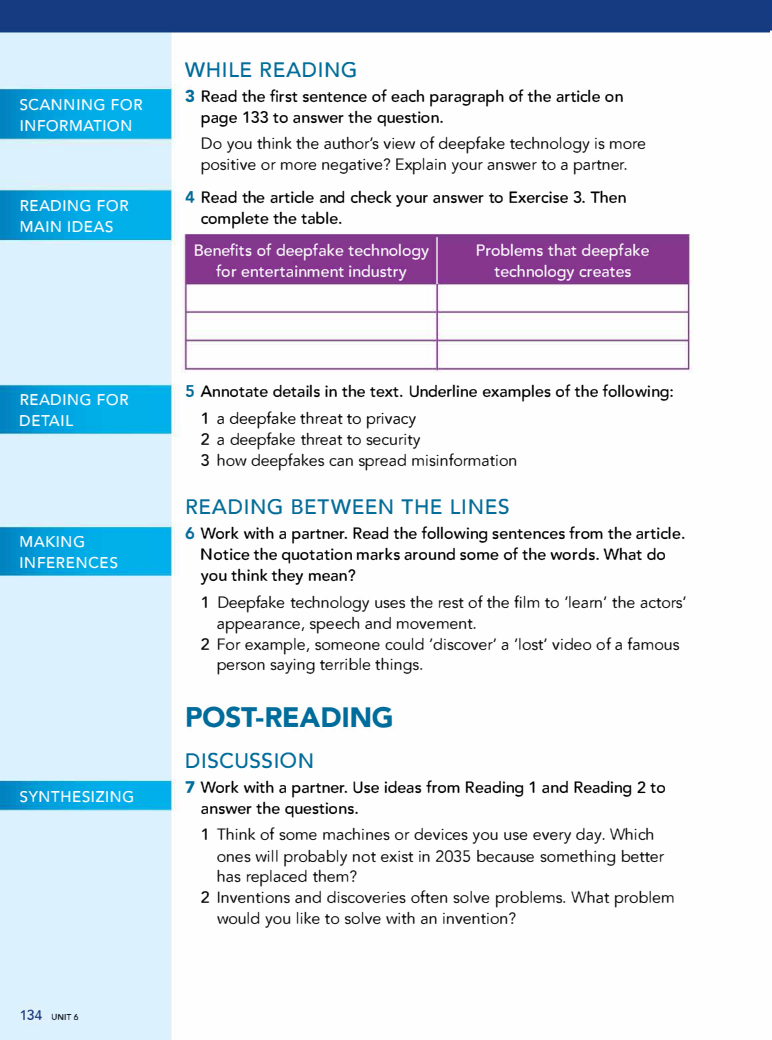 WHILE READING
SCANNING FOR
INFORMATION
3 Read the first sentence of each paragraph of the article on
page 133 to answer the question.
Do you think the author's view of deepfake technology is more
positive or more negative? Explain your answer to a partner.
READING FOR
MAIN IDEAS
4 Read the article and check your answer to Exercise 3. Then
complete the table.
Benefits of deepfake technology
for entertainment industry
Problems that deepfake
technology creates
READING FOR
DETAIL
5 Annotate details in the text. Underline examples of the following:
1 a deepfake threat to privacy
2 a deepfake threat to security
3 how deepfakes can spread misinformation
READING BETWEEN THE LINES
MAKING
INFERENCES
6 Work with a partner. Read the following sentences from the article.
Notice the quotation marks around some of the words. What do
you think they mean?
1 Deepfake technology uses the rest of the film to 'learn' the actors'
appearance, speech and movement.
2 For example, someone could 'discover' a 'lost' video of a famous
person saying terrible things.
POST-READING
DISCUSSION
SYNTHESIZING
7 Work with a partner. Use ideas from Reading 1 and Reading 2 to
answer the questions.
1 Think of some machines or devices you use every day. Which
ones will probably not exist in 2035 because something better
has replaced them?
2 Inventions and discoveries often solve problems. What problem
would you like to solve with an invention?
134 UNIT 6